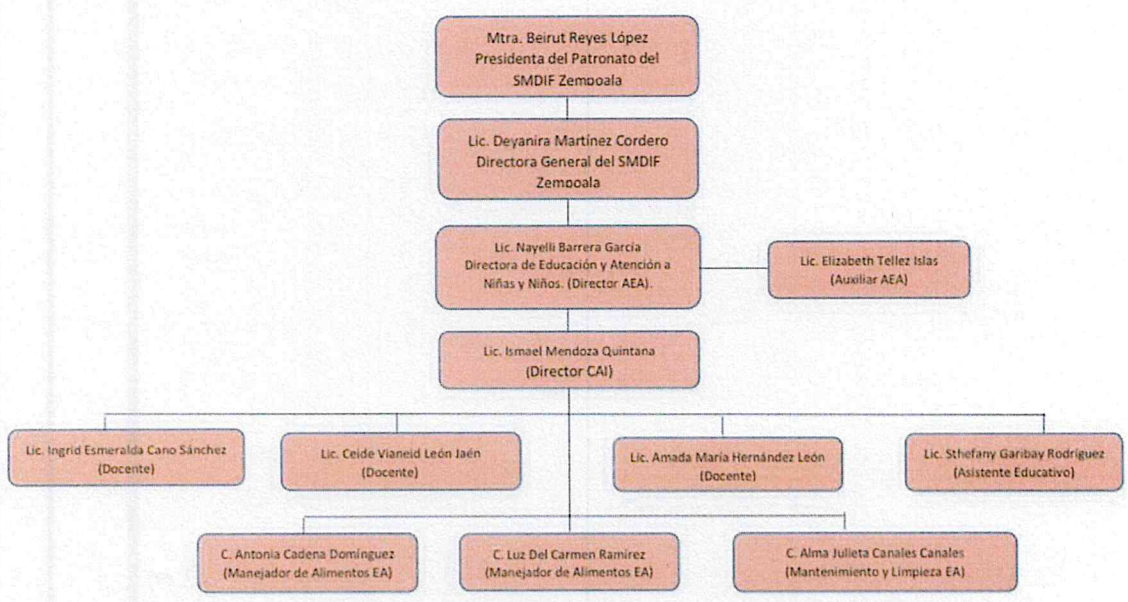 Mtra. Beirut Reyes López
Presidenta del Patronato del
SMDIF Zempoala
Lic. Deyanira Martínez Cordero
Directora General del SMDIF
Zempoala
Lic. Nayelli Barrera García
Directora de Educación y Atención a
Niñas y Niños. (Director AEA).
Lic. Elizabeth Tellez Islas
(Auxiliar AEA)
Lic. Ismael Mendoza Quintana
(Director CAI)
Lic. Ingrid Esmeralda Cano Sánchez
(Docente)
Lic. Ceide Vianeid León Jaén
(Docente)
Lic. Amada María Hernández León
(Docente)
Lic. Sthefany Garibay Rodríguez
(Asistente Educativo)
C. Antonia Cadena Domínguez
(Manejador de Alimentos EA)
C. Luz Del Carmen Ramírez
(Manejador de Alimentos EA)
C. Alma Julieta Canales Canales
(Mantenimiento y Limpieza EA)